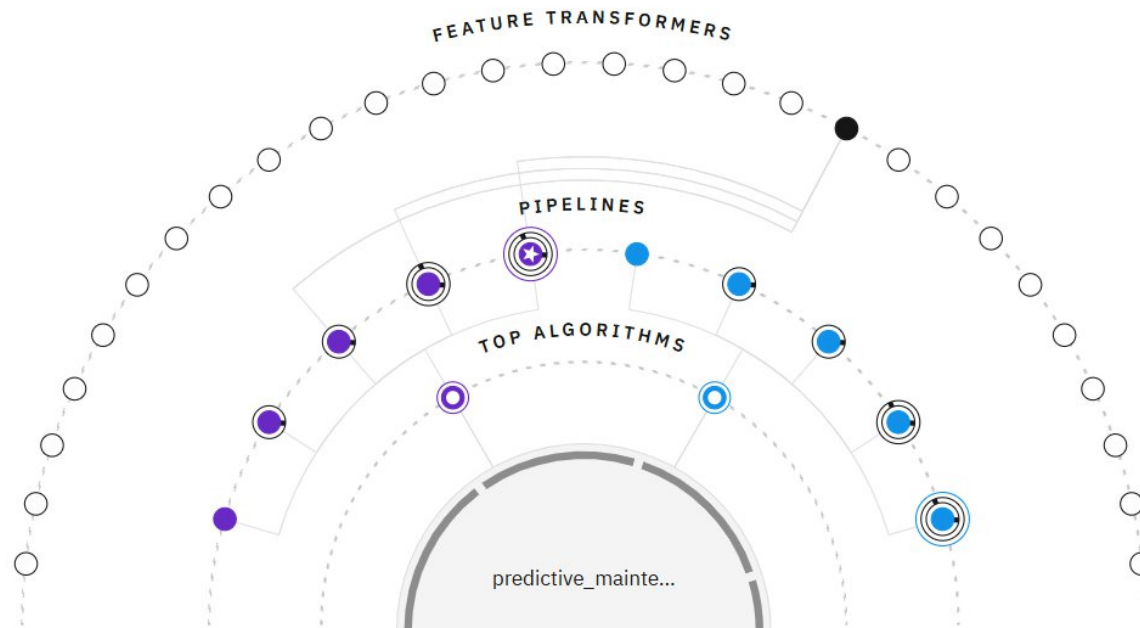 FEATURE TRANSFORMERS
PIPELINES
TOP ALGORITHMS
predictive_mainte...